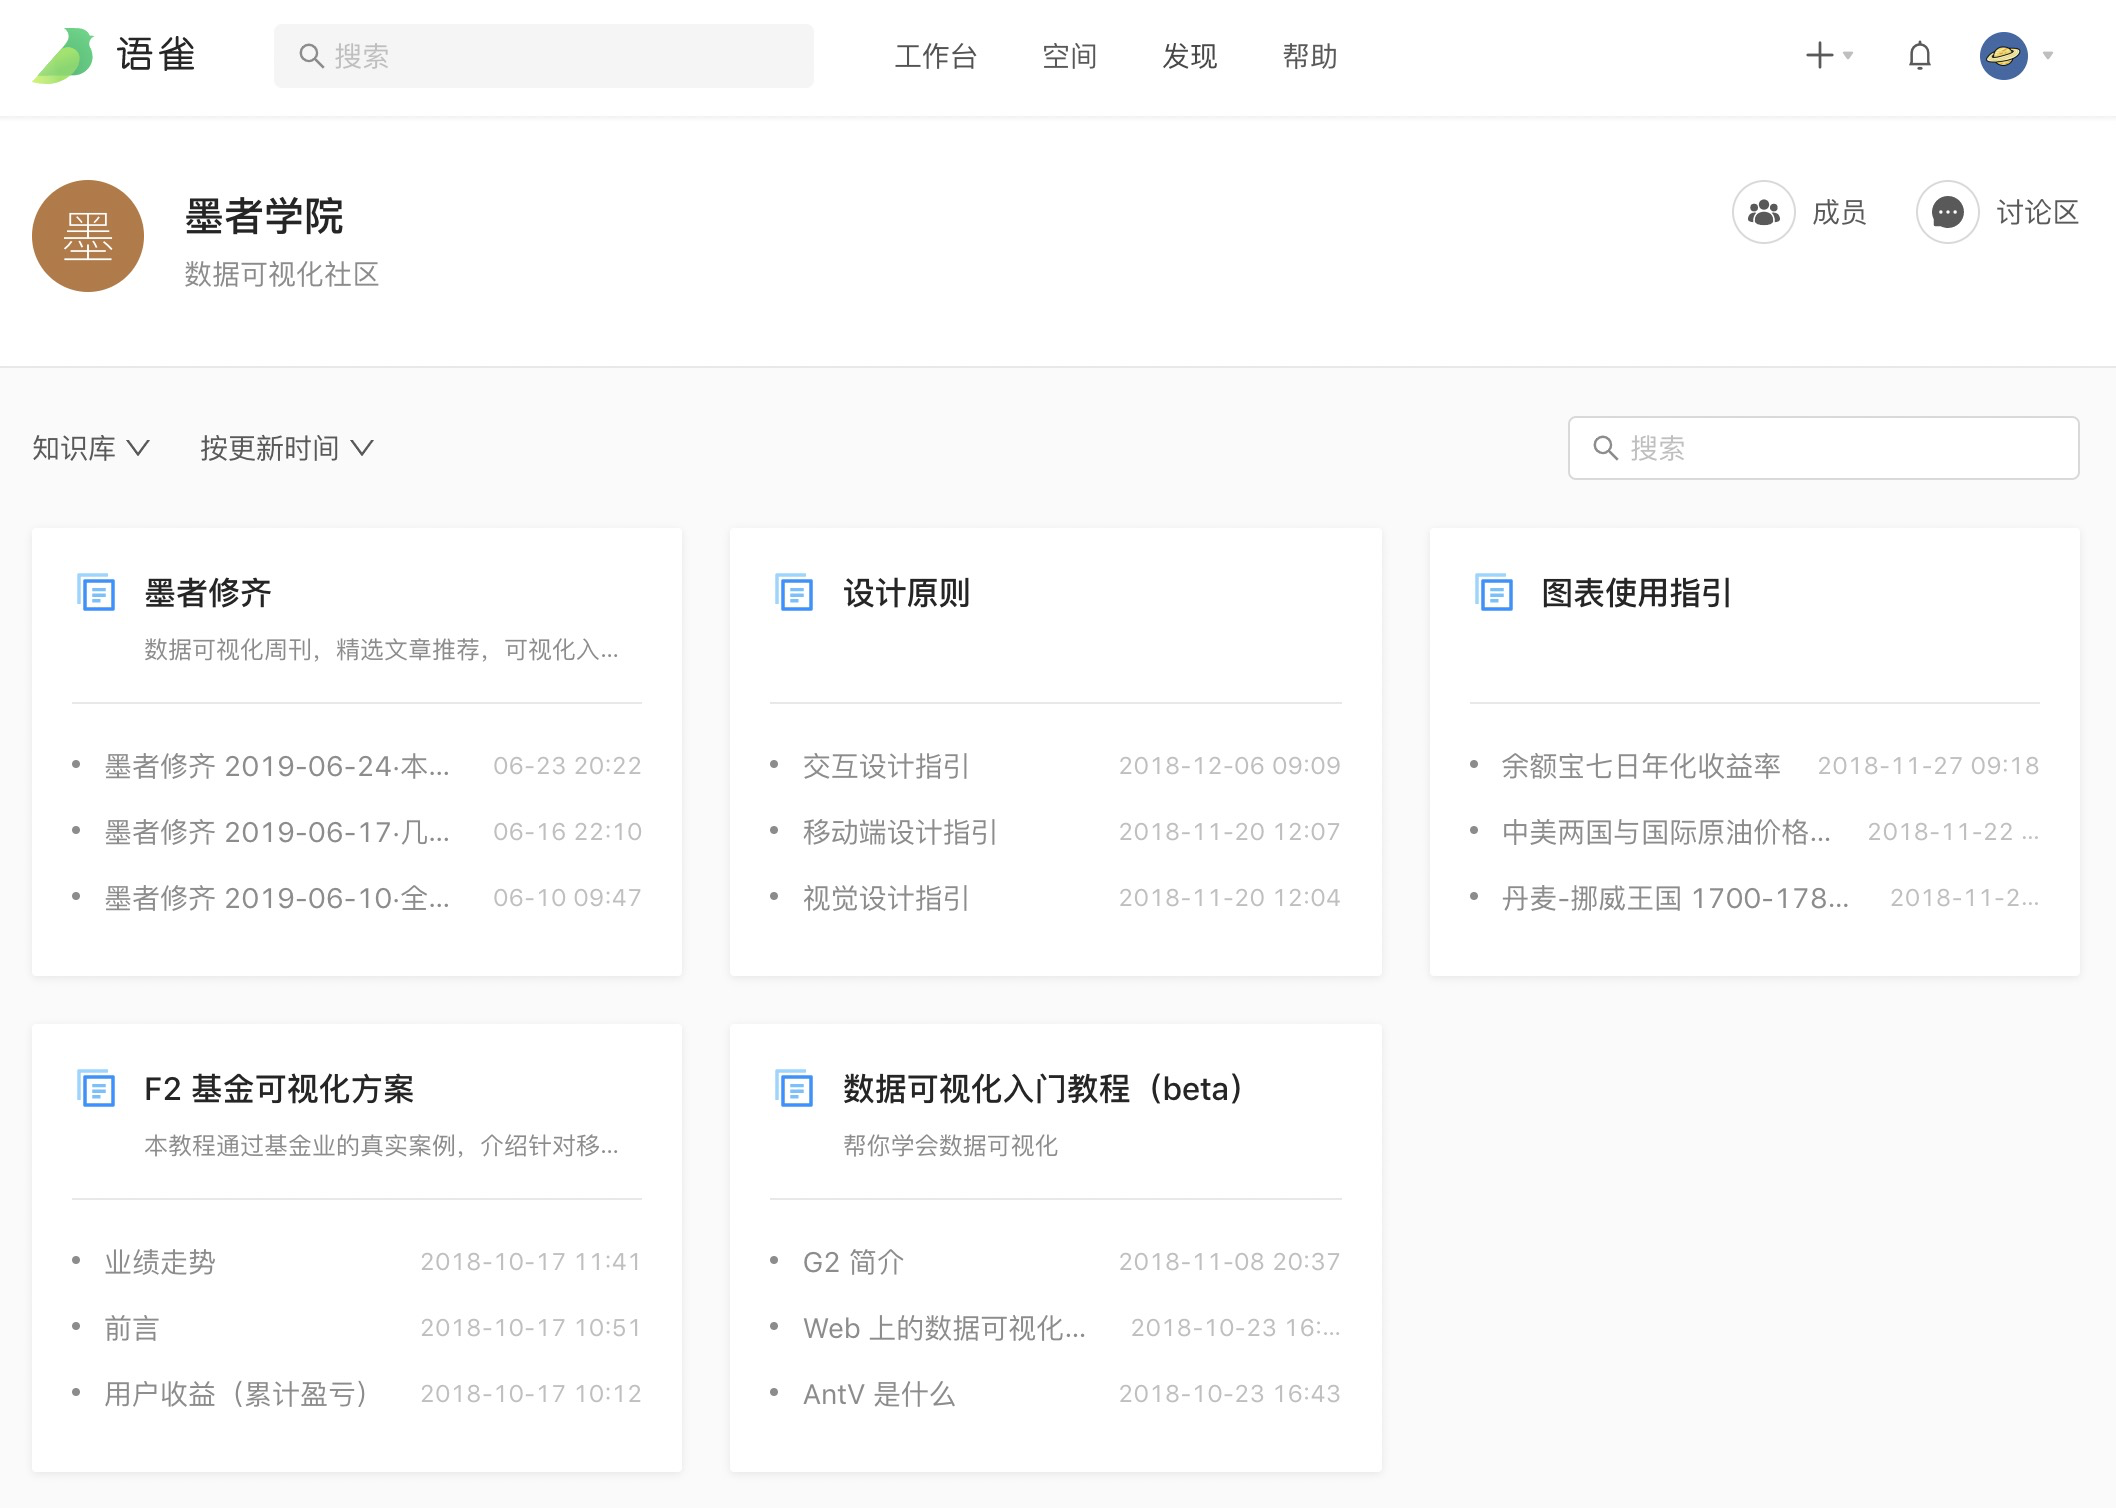 语雀
搜索
工作台
空间
发现
帮助
墨
墨者学院
数据可视化社区
成员
讨论区
知识库
按更新时间
搜索
墨者修齐
数据可视化周刊，精选文章推荐，可视化入...
墨者修齐 2019-06-24·本... 06-23 20:22
墨者修齐 2019-06-17·几... 06-16 22:10
墨者修齐 2019-06-10·全... 06-10 09:47
设计原则
交互设计指引 2018-12-06 09:09
移动端设计指引 2018-11-20 12:07
视觉设计指引 2018-11-20 12:04
图表使用指引
余额宝七日年化收益率 2018-11-27 09:18
中美两国与国际原油价格... 2018-11-22 ...
丹麦-挪威王国 1700-178... 2018-11-2...
F2 基金可视化方案
本教程通过基金业的真实案例，介绍针对移...
业绩走势 2018-10-17 11:41
前言 2018-10-17 10:51
用户收益（累计盈亏） 2018-10-17 10:12
数据可视化入门教程（beta）
帮你学会数据可视化
G2 简介 2018-11-08 20:37
Web 上的数据可视化... 2018-10-23 16:...
AntV 是什么 2018-10-23 16:43